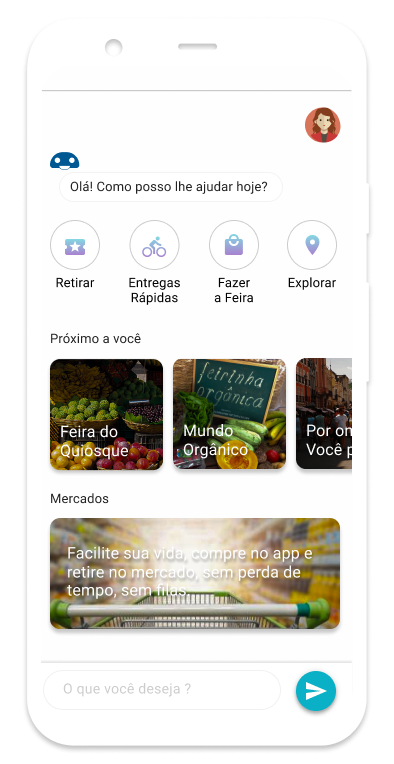 Olá! Como posso lhe ajudar hoje?
Retirar
Entregas
Rápidas
Fazer
a Feira
Explorar
Próximo a você
Feira do
Quiosque
feirinha
orgânica
Mundo
Orgânico
Por on
Você p
Mercados
Facilite sua vida, compre no app e
retire no mercado, sem perda de
tempo, sem filas.
O que você deseja ?